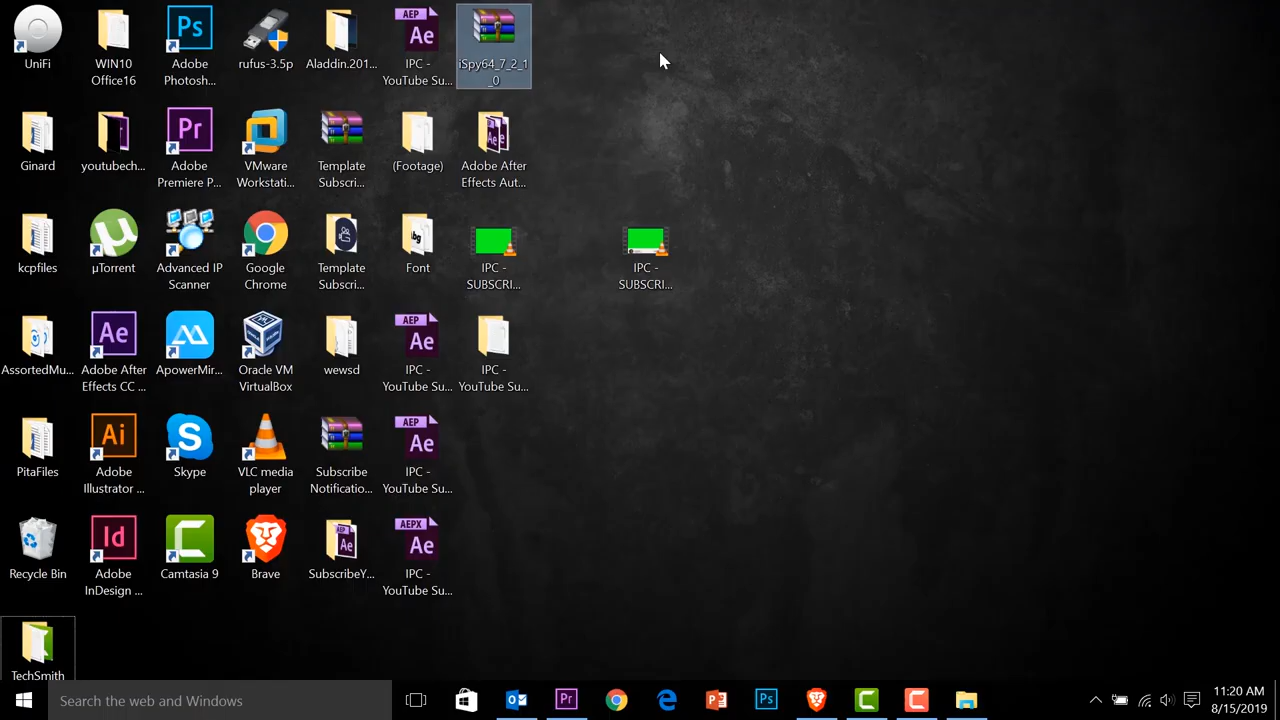 UniFi
WIN10
Office16
Ps
Adobe
Photosh...
rufus-3.5p
Aladdin.201...
AEP
Ae
IPC -
YouTube Su...
iSpy64_7_2_1
_0
Ginard
youtubech...
Pr
Adobe
Premiere P...
VMware
Workstati...
Template
Subscri...
(Footage)
Adobe After
Effects Aut...
kcpfiles
µTorrent
Advanced IP
Scanner
Google
Chrome
Template
Subscri...
Font
IPC -
SUBSCRI...
IPC -
SUBSCRI...
AssortedMu...
Ae
Adobe After
Effects CC ...
ApowerMir...
Oracle VM
VirtualBox
wewsd
AEP
Ae
IPC -
YouTube Su...
IPC -
YouTube Su...
PitaFiles
Ai
Adobe
Illustrator ...
Skype
VLC media
player
Subscribe
Notificatio...
AEP
Ae
IPC -
YouTube Su...
Recycle Bin
Id
Adobe
InDesign ...
Camtasia 9
Brave
Ae
SubscribeY...
AEPX
Ae
IPC -
YouTube Su...
TechSmith
Search the web and Windows
Pr
Ps
11:20 AM
8/15/2019